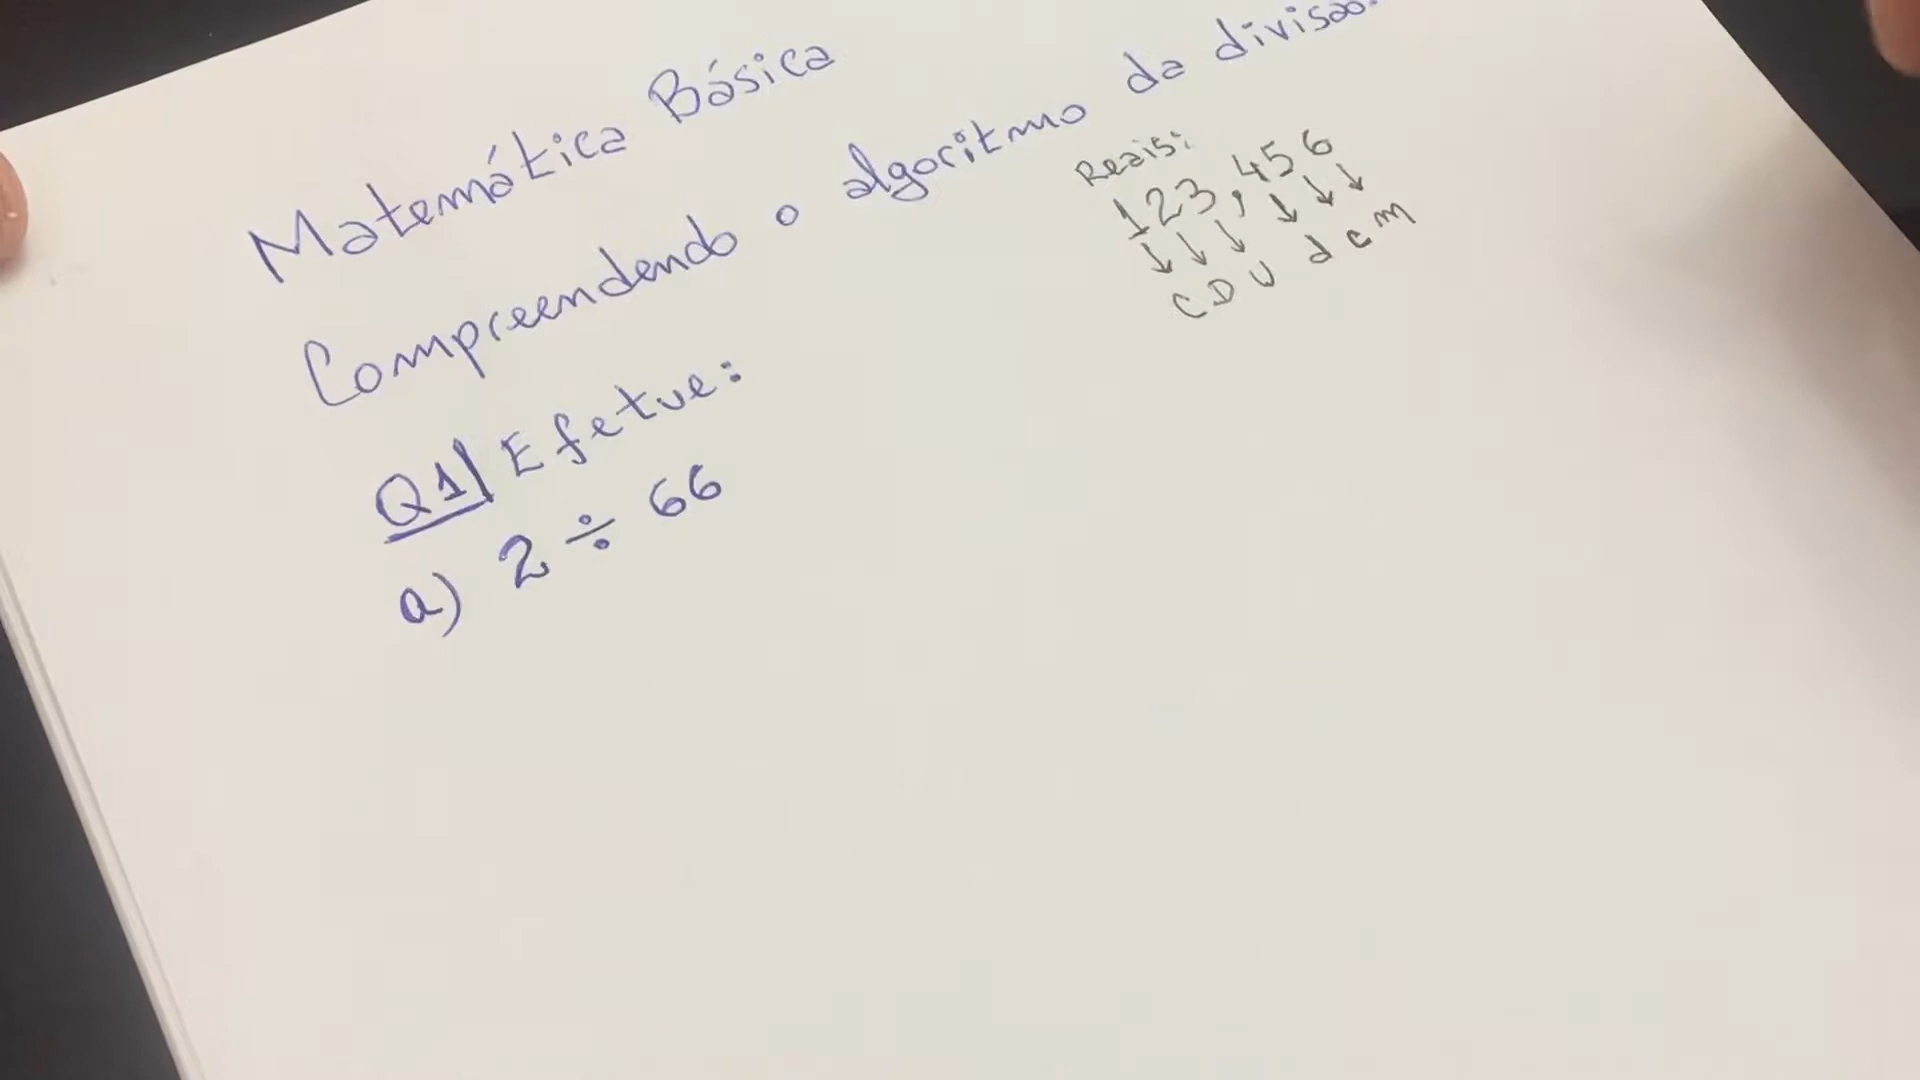 Matemática Básica
Compreendendo o algoritmo da divisão.
Reais:
123,456
C D U d c m
Q1| Efetue:
a) 2 ÷ 66